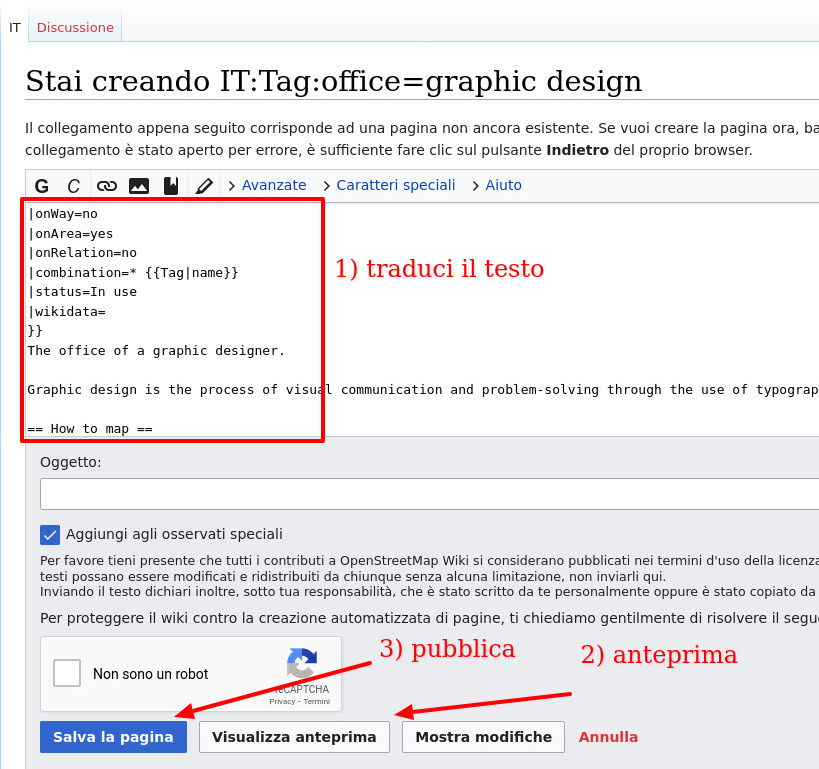 IT Discussione
Stai creando IT:Tag:office=graphic design
Il collegamento appena seguito corrisponde ad una pagina non ancora esistente. Se vuoi creare la pagina ora,
collegamento è stato aperto per errore, è sufficiente fare clic sul pulsante Indietro del proprio browser.
G C Avanzate Caratteri speciali Aiuto
|onWay=no
|onArea=yes
|onRelation=no
|combination=* {{Tag|name}}
|status=In use
|wikidata=
}}
The office of a graphic designer.
Graphic design is the process of visual communication and problem-solving through the use of
== How to map ==
1) traduci il testo
Oggetto:
Aggiungi agli osservati speciali
Per favore tieni presente che tutti i contributi a OpenStreetMap Wiki si considerano pubblicati nei termini d'uso della licenza
testi possano essere modificati e ridistribuiti da chiunque senza alcuna limitazione, non inviarli qui.
Inviando il testo dichiari inoltre, sotto tua responsabilità, che è stato scritto da te personalmente oppure è stato copiato da
Per proteggere il wiki contro la creazione automatizzata di pagine, ti chiediamo gentilmente di risolvere il
3) pubblica
2) anteprima
Non sono un robot
reCAPTCHA
Privacy - Termini
Salva la pagina Visualizza anteprima Mostra modifiche Annulla